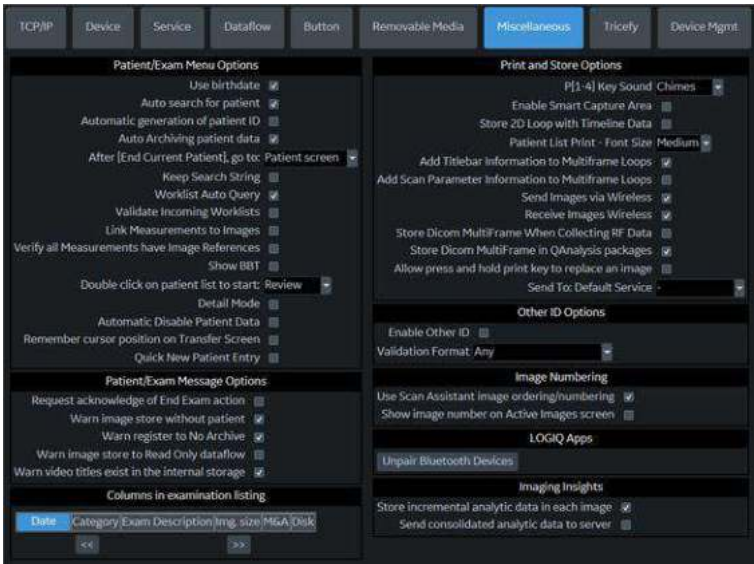 TCP/IP Device Service Dataflow Button Removable Media Miscellaneous Tricefy Device Mgmt
Patient/Exam Menu Options
Use birthdate
Auto search for patient
Automatic generation of patient ID
Auto Archiving patient data
After [End Current Patient], go to: Patient screen
Keep Search String
Worklist Auto Query
Validate Incoming Worklists
Link Measurements to Images
Verify all Measurements have Image References
Show BBT
Double click on patient list to start: Review
Detail Mode
Automatic Disable Patient Data
Remember cursor position on Transfer Screen
Quick New Patient Entry
Patient/Exam Message Options
Request acknowledge of End Exam action
Warn image store without patient
Warn register to No Archive
Warn image store to Read Only dataflow
Warn video titles exist in the internal storage
Columns in examination listing
Date Category Exam Description Img. size M&A Disk
<< >>
Print and Store Options
P[1-4] Key Sound Chimes
Enable Smart Capture Area
Store 2D Loop with Timeline Data
Patient List Print - Font Size Medium
Add Titlebar Information to Multiframe Loops
Add Scan Parameter Information to Multiframe Loops
Send Images via Wireless
Receive Images Wireless
Store Dicom MultiFrame When Collecting RF Data
Store Dicom MultiFrame in QAnalysis packages
Allow press and hold print key to replace an image
Send To: Default Service -
Other ID Options
Enable Other ID
Validation Format Any
Image Numbering
Use Scan Assistant image ordering/numbering
Show image number on Active Images screen
LOGIQ Apps
Unpair Bluetooth Devices
Imaging Insights
Store incremental analytic data in each image
Send consolidated analytic data to server